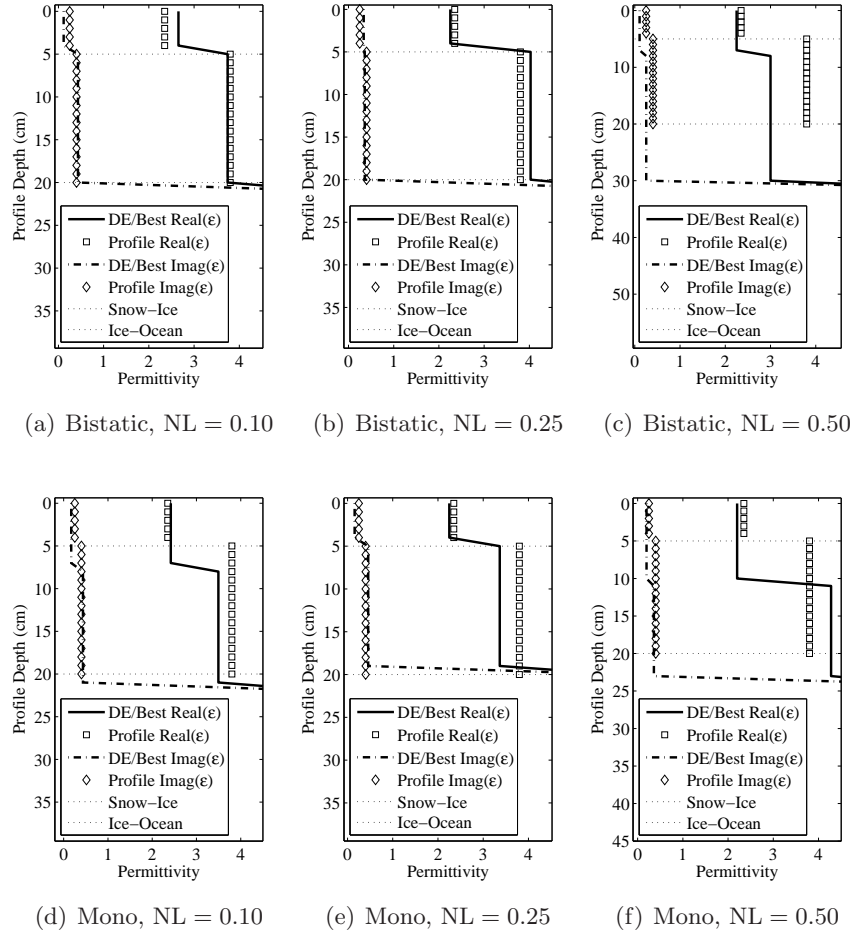 0
5
10
15
20
25
30
35
Profile Depth (cm)
DE/Best Real(ε)
Profile Real(ε)
DE/Best Imag(ε)
Profile Imag(ε)
Snow−Ice
Ice−Ocean
0 1 2 3 4
Permittivity
(a) Bistatic, NL = 0.10
0
5
10
15
20
25
30
35
Profile Depth (cm)
DE/Best Real(ε)
Profile Real(ε)
DE/Best Imag(ε)
Profile Imag(ε)
Snow−Ice
Ice−Ocean
0 1 2 3 4
Permittivity
(b) Bistatic, NL = 0.25
0
10
20
30
40
50
Profile Depth (cm)
DE/Best Real(ε)
Profile Real(ε)
DE/Best Imag(ε)
Profile Imag(ε)
Snow−Ice
Ice−Ocean
0 1 2 3 4
Permittivity
(c) Bistatic, NL = 0.50
0
5
10
15
20
25
30
35
Profile Depth (cm)
DE/Best Real(ε)
Profile Real(ε)
DE/Best Imag(ε)
Profile Imag(ε)
Snow−Ice
Ice−Ocean
0 1 2 3 4
Permittivity
(d) Mono, NL = 0.10
0
5
10
15
20
25
30
35
Profile Depth (cm)
DE/Best Real(ε)
Profile Real(ε)
DE/Best Imag(ε)
Profile Imag(ε)
Snow−Ice
Ice−Ocean
0 1 2 3 4
Permittivity
(e) Mono, NL = 0.25
0
5
10
15
20
25
30
35
40
45
Profile Depth (cm)
DE/Best Real(ε)
Profile Real(ε)
DE/Best Imag(ε)
Profile Imag(ε)
Snow−Ice
Ice−Ocean
0 1 2 3 4
Permittivity
(f) Mono, NL = 0.50